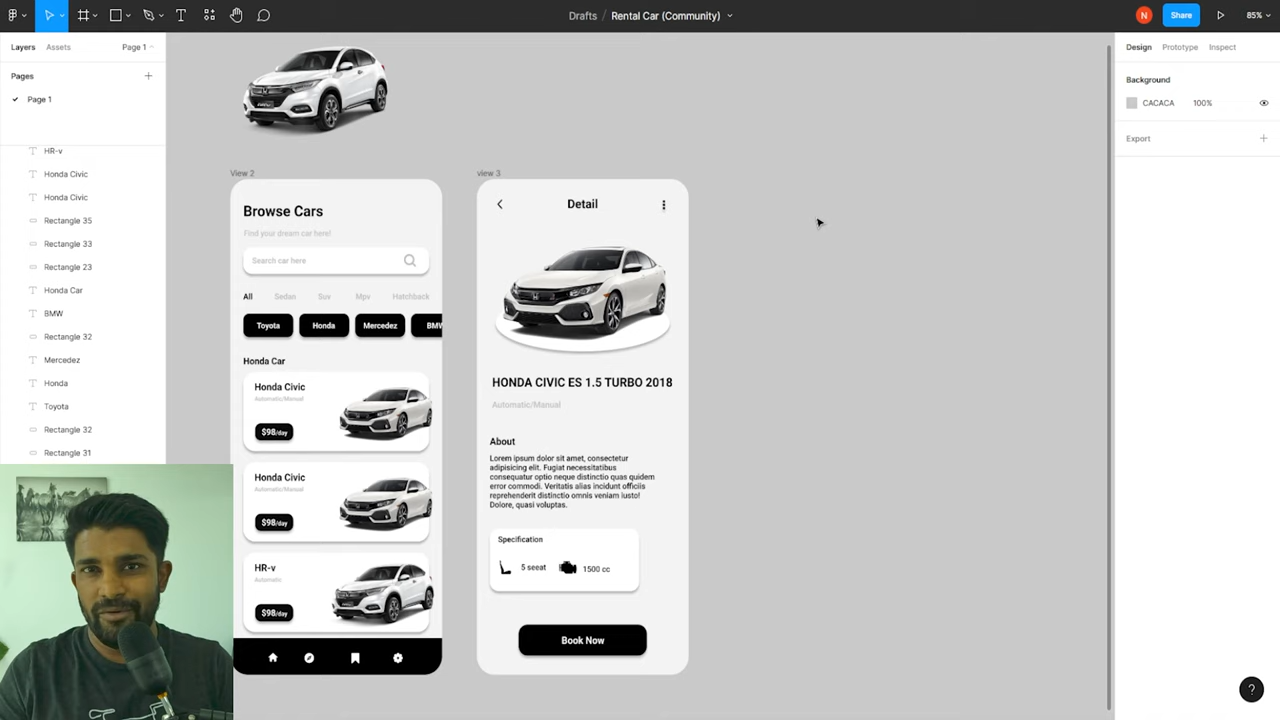 Drafts / Rental Car (Community)
N
Share
85%
Layers
Assets
Page 1
Pages
Page 1
HR-v
Honda Civic
Honda Civic
Rectangle 35
Rectangle 33
Rectangle 23
Honda Car
BMW
Rectangle 32
Mercedez
Honda
Toyota
Rectangle 32
Rectangle 31
View 2
Browse Cars
Find your dream car here!
Search car here
All Sedan Suv Mpv Hatchback
Toyota Honda Mercedez BMW
Honda Car
Honda Civic
Automatic/Manual
$98/day
Honda Civic
Automatic/Manual
$98/day
HR-v
Automatic
$98/day
view 3
Detail
HONDA CIVIC ES 1.5 TURBO 2018
Automatic/Manual
About
Lorem ipsum dolor sit amet, consectetur
adipisicing elit. Fugiat necessitatibus
consequatur optio neque distinctio quas quidem
error commodi. Veritatis alias incidunt officiis
reprehenderit distinctio omnis veniam iusto!
Dolore, quasi voluptas.
Specification
5 seeat
1500 cc
Book Now
Design
Prototype
Inspect
Background
CACACA 100%
Export
?